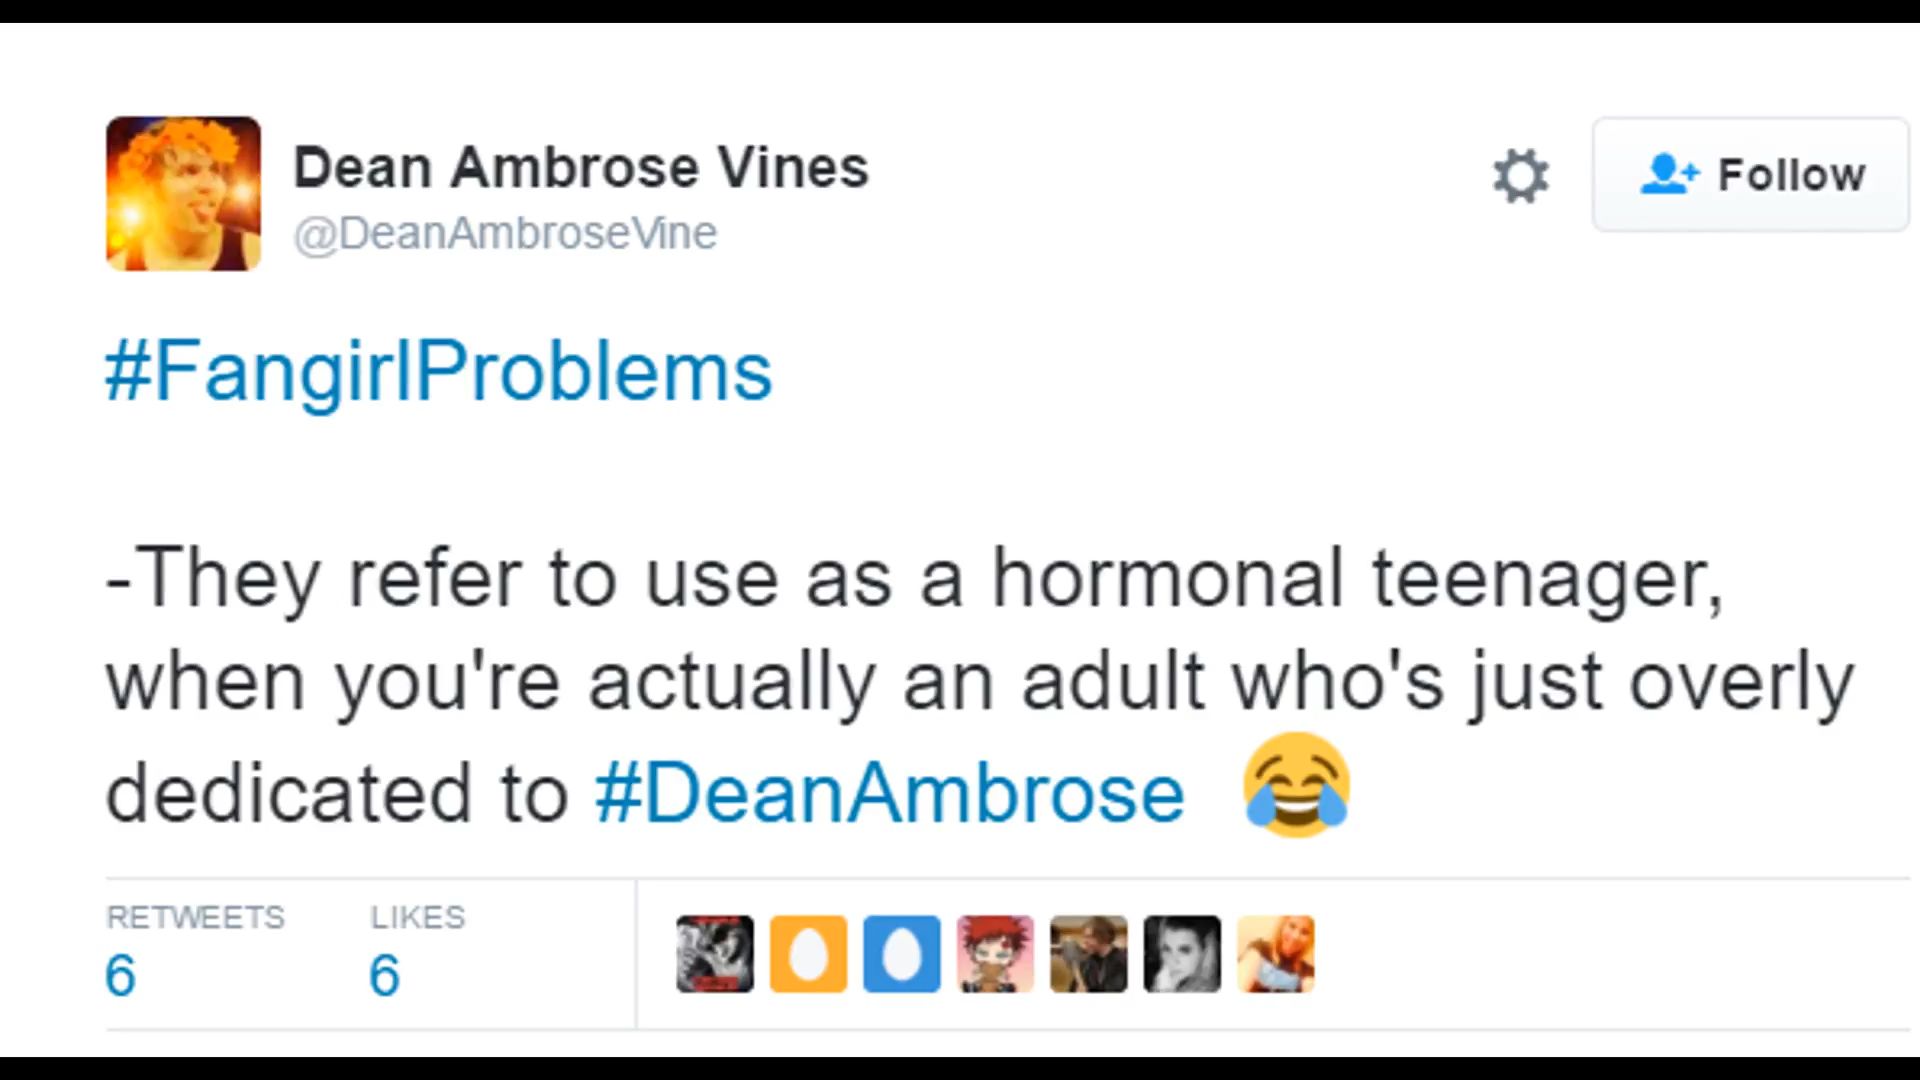 Dean Ambrose Vines
@DeanAmbroseVine
Follow
#FangirlProblems
-They refer to use as a hormonal teenager,
when you're actually an adult who's just overly
dedicated to #DeanAmbrose 😂
RETWEETS LIKES
6 6